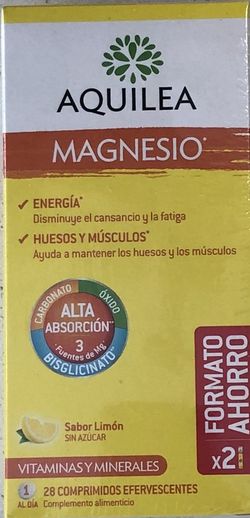 AQUILEA
MAGNESIO*
✓ ENERGÍA*
Disminuye el cansancio y la fatiga
✓ HUESOS Y MÚSCULOS*
Ayuda a mantener los huesos y los músculos
CARBONATO
ÓXIDO
ALTA
ABSORCIÓN**
3
Fuentes de Mg
BISGLICINATO
Sabor Limón
SIN AZÚCAR
FORMATO
AHORRO
x2
VITAMINAS Y MINERALES
1
AL DÍA
28 COMPRIMIDOS EFERVESCENTES
Complemento alimenticio